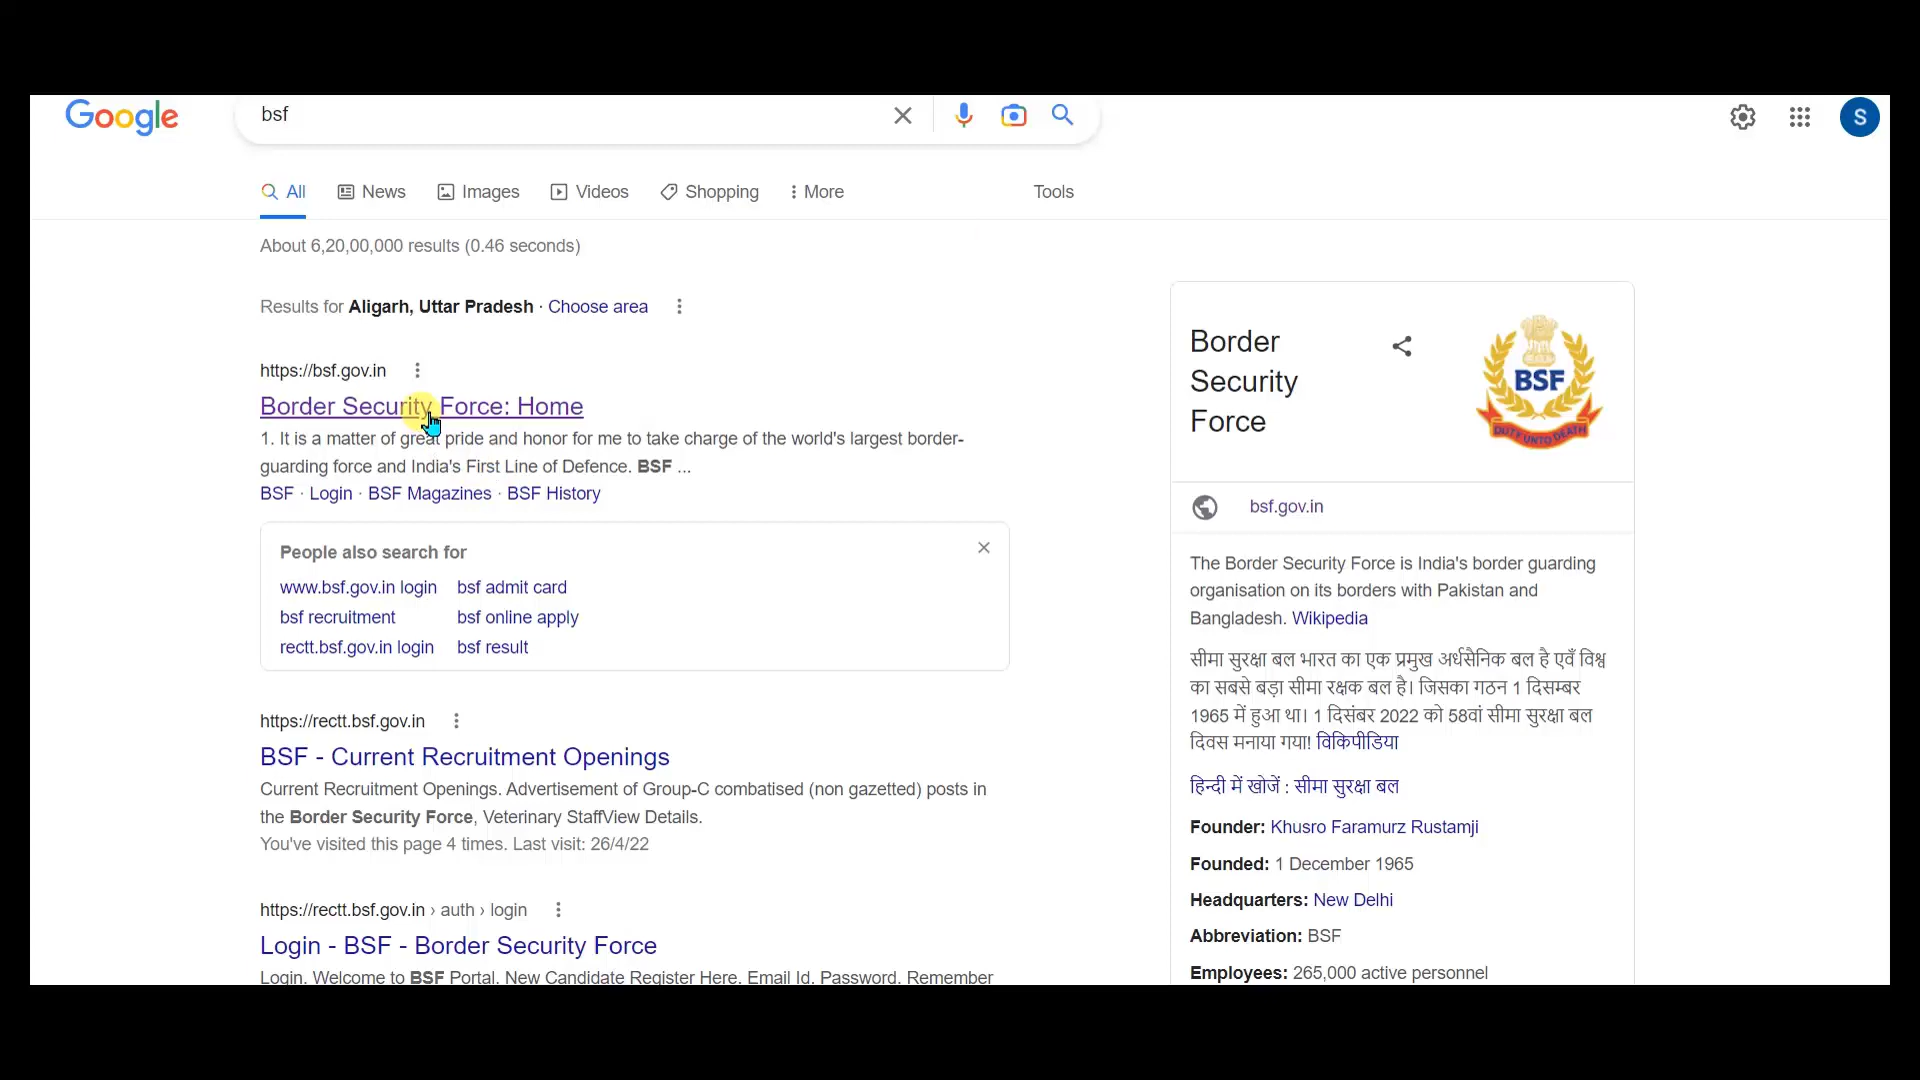 Google
bsf
S
All
News
Images
Videos
Shopping
More
Tools
About 6,20,00,000 results (0.46 seconds)
Results for Aligarh, Uttar Pradesh · Choose area
https://bsf.gov.in
Border Security Force: Home
1. It is a matter of great pride and honor for me to take charge of the world's largest border-
guarding force and India's First Line of Defence. BSF ...
BSF · Login · BSF Magazines · BSF History
People also search for
www.bsf.gov.in login
bsf admit card
bsf recruitment
bsf online apply
rectt.bsf.gov.in login
bsf result
https://rectt.bsf.gov.in
BSF - Current Recruitment Openings
Current Recruitment Openings. Advertisement of Group-C combatised (non gazetted) posts in
the Border Security Force, Veterinary StaffView Details.
You've visited this page 4 times. Last visit: 26/4/22
https://rectt.bsf.gov.in › auth › login
Login - BSF - Border Security Force
Login. Welcome to BSF Portal. New Candidate Register Here. Email Id. Password. Remember
Border
Security
Force
BSF
DUTY UNTO DEATH
bsf.gov.in
The Border Security Force is India's border guarding
organisation on its borders with Pakistan and
Bangladesh. Wikipedia
सीमा सुरक्षा बल भारत का एक प्रमुख अर्धसैनिक बल है एवँ विश्व
का सबसे बड़ा सीमा रक्षक बल है। जिसका गठन 1 दिसम्बर
1965 में हुआ था। 1 दिसंबर 2022 को 58वां सीमा सुरक्षा बल
दिवस मनाया गया! विकिपीडिया
हिन्दी में खोजें : सीमा सुरक्षा बल
Founder: Khusro Faramurz Rustamji
Founded: 1 December 1965
Headquarters: New Delhi
Abbreviation: BSF
Employees: 265,000 active personnel